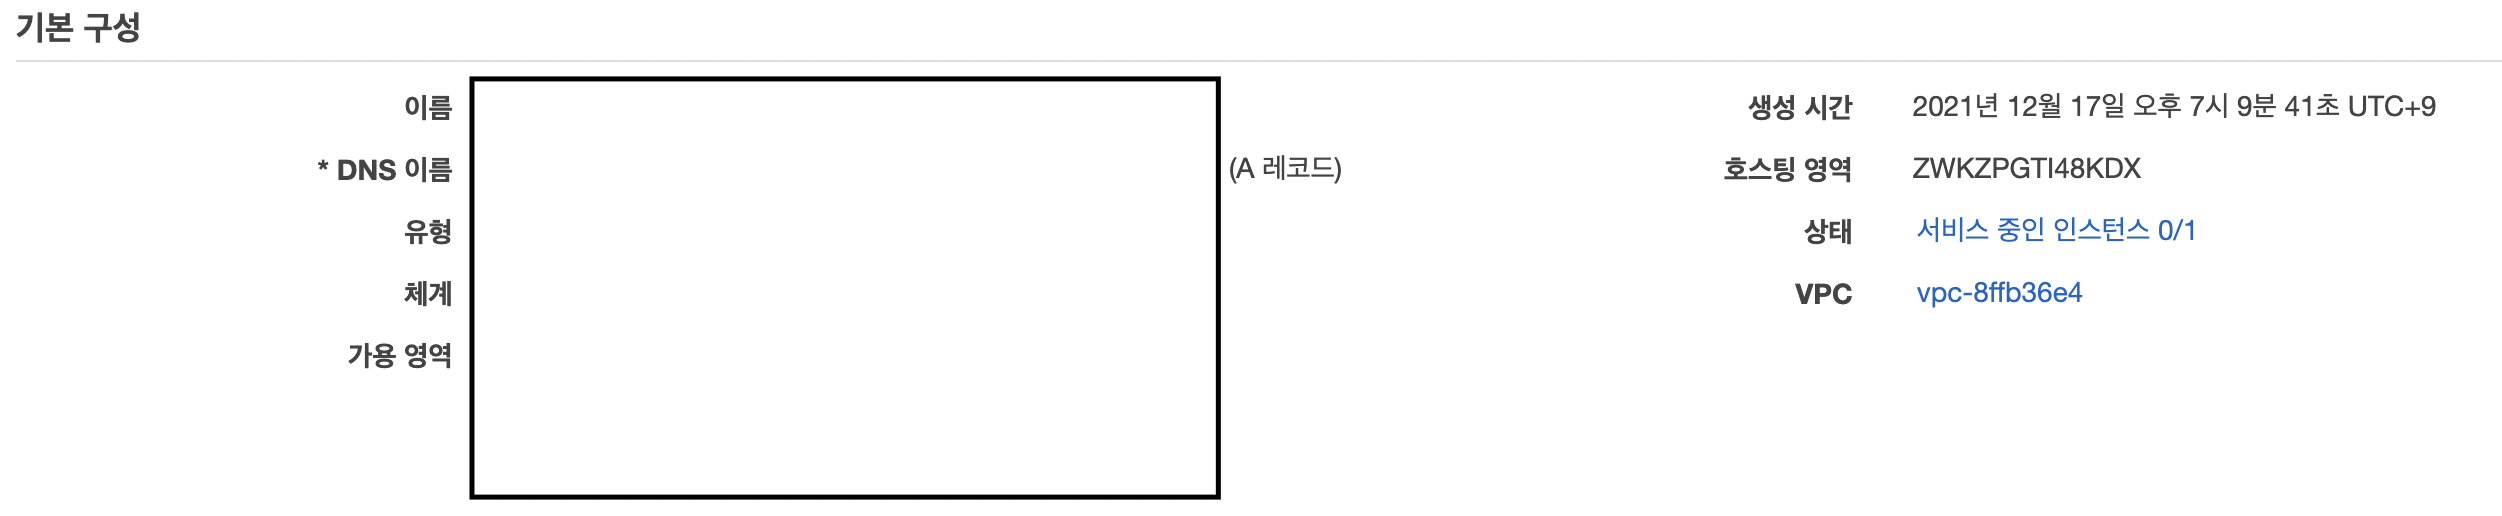 기본 구성
이름
* DNS 이름 (A 레코드)
유형
체계
가용 영역
생성 시간 2021년 12월 17일 오후 7시 9분 41초 UTC+9
호스팅 영역 ZWKZPGTI48KDX
상태 서비스 중인 인스턴스 0/1
VPC vpc-8ffb36e4